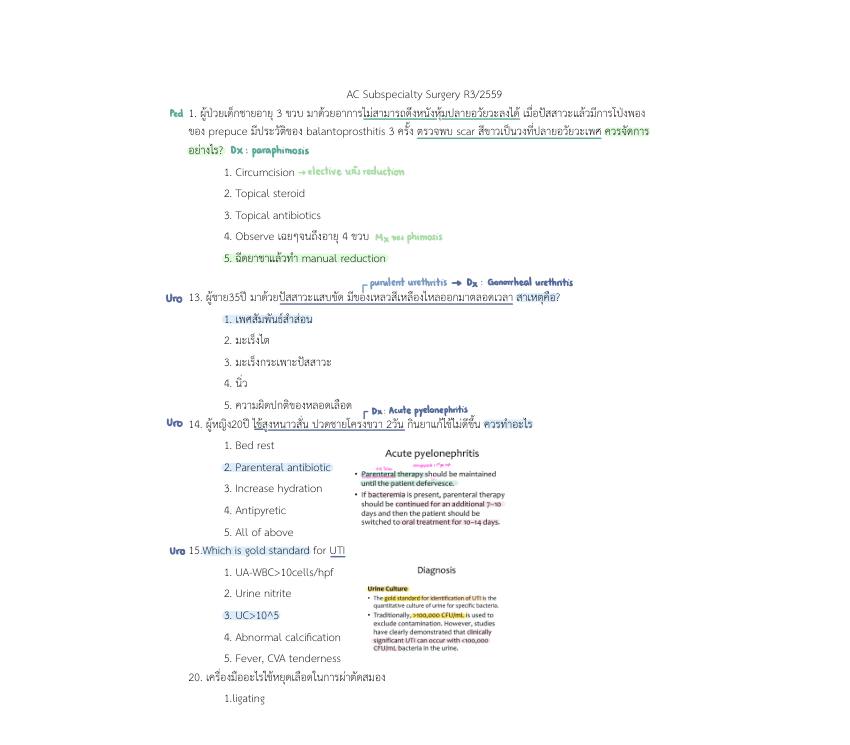 AC Subspecialty Surgery R3/2559
Ped 1. ผู้ป่วยเด็กชายอายุ 3 ขวบ มาด้วยอาการไม่สามารถดึงหนังหุ้มปลายอวัยวะลงได้ เมื่อปัสสาวะแล้วมีการโป่งพอง
ของ prepuce มีประวัติของ balantoprosthitis 3 ครั้ง ตรวจพบ scar สีขาวเป็นวงที่ปลายอวัยวะเพศ ควรจัดการ
อย่างไร? Dx : paraphimosis
1. Circumcision → elective หลัง reduction
2. Topical steroid
3. Topical antibiotics
4. Observe เฉยๆจนถึงอายุ 4 ขวบ Mx ของ phimosis
5. ฉีดยาชาแล้วทำ manual reduction
purulent urethritis → Dx : Gonorrheal urethritis
Uro 13. ผู้ชาย35ปี มาด้วยปัสสาวะแสบขัด มีของเหลวสีเหลืองไหลออกมาตลอดเวลา สาเหตุคือ?
1. เพศสัมพันธ์สำส่อน
2. มะเร็งไต
3. มะเร็งกระเพาะปัสสาวะ
4. นิ่ว
5. ความผิดปกติของหลอดเลือด
Dx : Acute pyelonephritis
Uro 14. ผู้หญิง20ปี ไข้สูงหนาวสั่น ปวดชายโครงขวา 2วัน กินยาแก้ไข้ไม่ดีขึ้น ควรทำอะไร
1. Bed rest
2. Parenteral antibiotic
3. Increase hydration
4. Antipyretic
5. All of above
Acute pyelonephritis
• Parenteral therapy should be maintained
until the patient defervesce.
• If bacteremia is present, parenteral therapy
should be continued for an additional 7–10
days and then the patient should be
switched to oral treatment for 10–14 days.
Uro 15.Which is gold standard for UTI
1. UA-WBC>10cells/hpf
2. Urine nitrite
3. UC>10^5
4. Abnormal calcification
5. Fever, CVA tenderness
Diagnosis
Urine Culture
• The gold standard for identification of UTI is the
quantitative culture of urine for specific bacteria.
• Traditionally, >100,000 CFU/mL is used to
exclude contamination. However, studies
have clearly demonstrated that clinically
significant UTI can occur with <100,000
CFU/mL bacteria in the urine.
20. เครื่องมืออะไรใช้หยุดเลือดในการผ่าตัดสมอง
1.ligating